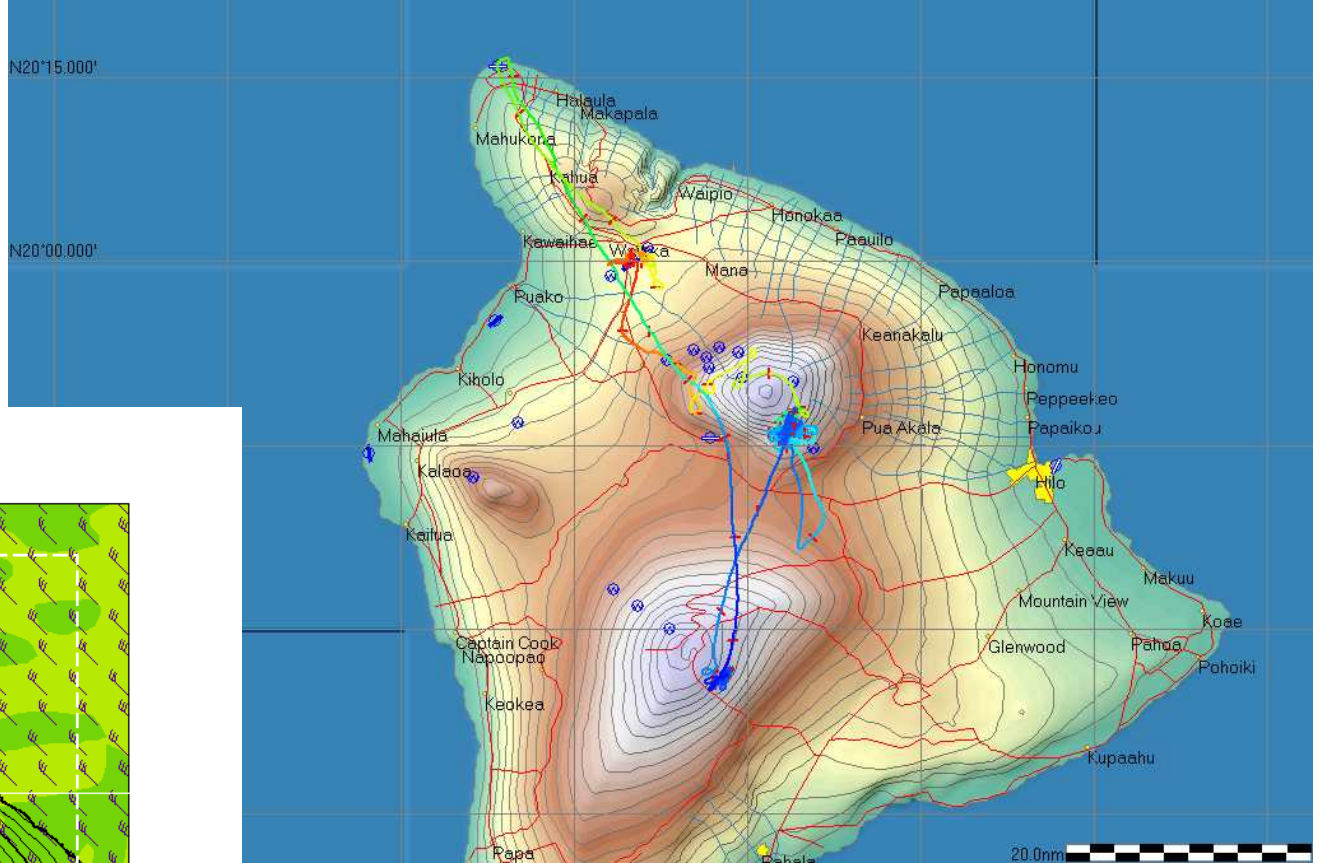 N20°15.000'
Halaula
Makapala
Mahukona
Kahua
Waipio
Honokaa
Kawaihae
Paauilo
N20°00.000'
Mana
Puako
Papaaloa
Keanakalu
Kiholo
Honomu
Peppeekeo
Mahaiula
Pua Akala
Papaikou
Kalaoa
Hilo
Kailua
Keaau
Makuu
Mountain View
Koae
Captain Cook
Glenwood
Pahoa
Napoopoo
Pohoiki
Keokea
Kupaahu
Papa
20.0nm